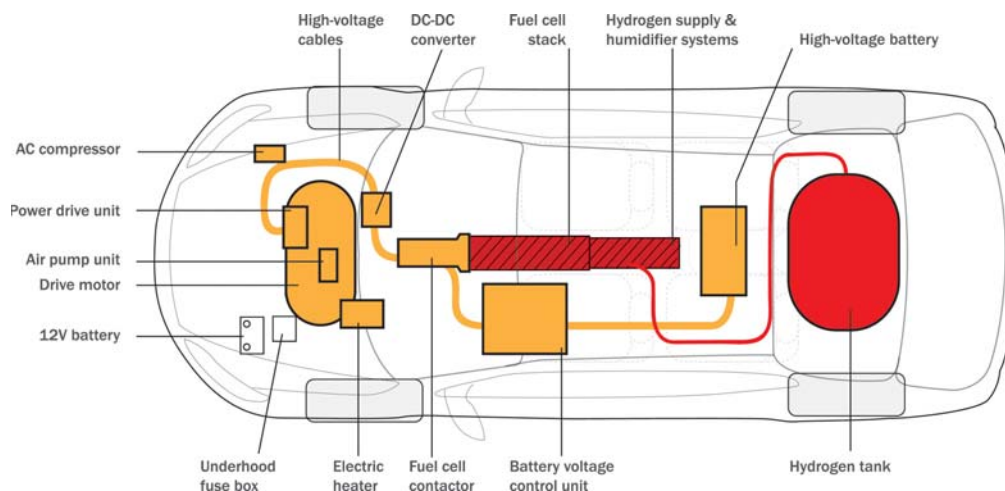 High-voltage
cables
DC-DC
converter
Fuel cell
stack
Hydrogen supply &
humidifier systems
High-voltage battery
AC compressor
Power drive unit
Air pump unit
Drive motor
12V battery
Underhood
fuse box
Electric
heater
Fuel cell
contactor
Battery voltage
control unit
Hydrogen tank